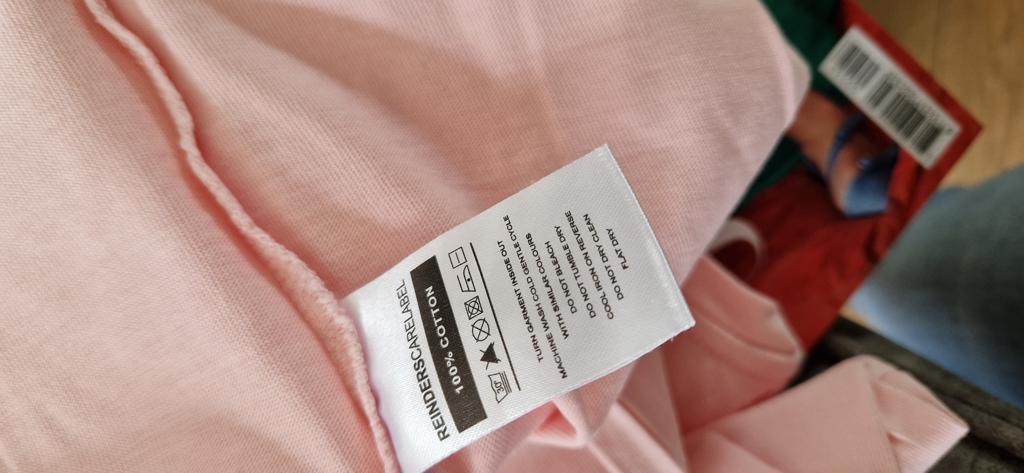 REINDERSCARELABEL
100% COTTON
30°
TURN GARMENT INSIDE OUT
MACHINE WASH COLD GENTLE CYCLE
WITH SIMILAR COLOURS
DO NOT BLEACH
DO NOT TUMBLE DRY
COOL IRON ON REVERSE
DO NOT DRY CLEAN
FLAT DRY